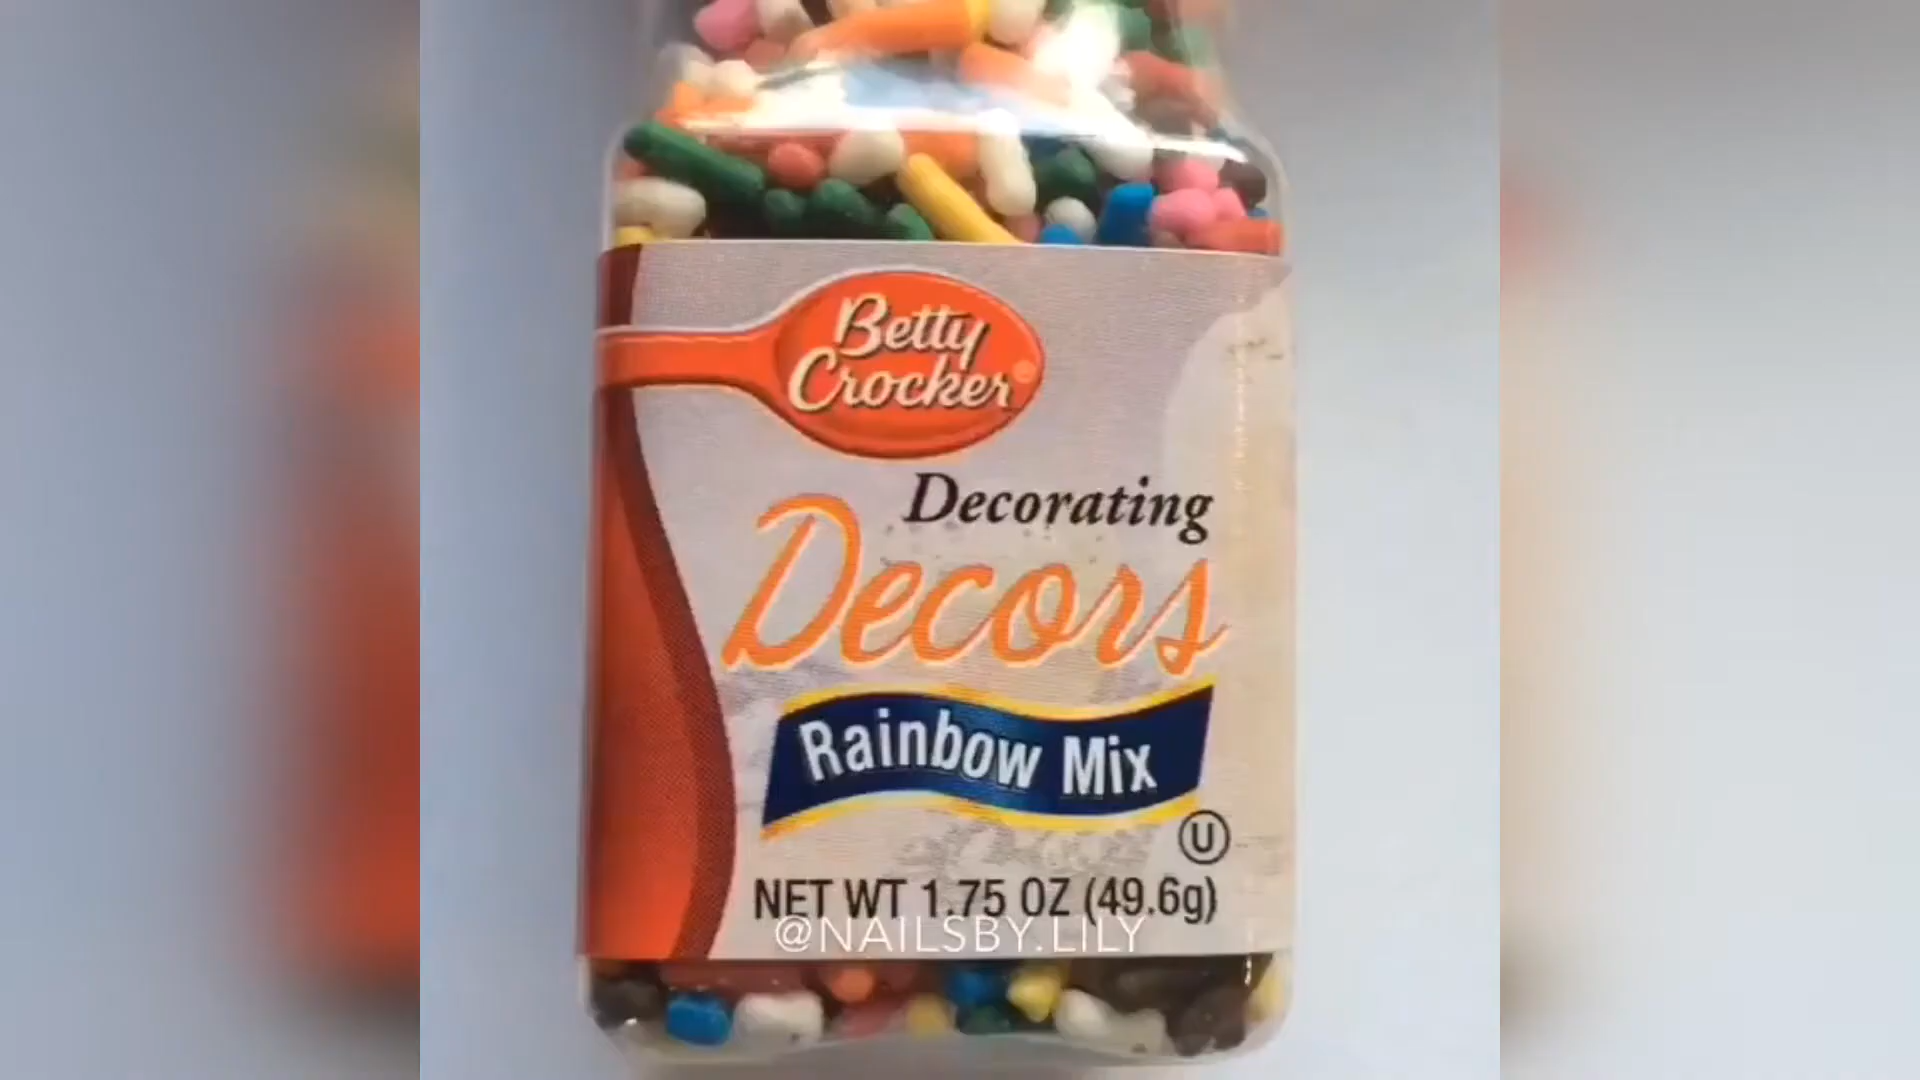 Betty
Crocker
Decorating
Decors
Rainbow Mix
U
NET WT 1.75 OZ (49.6g)
@NAILSBY.LILY